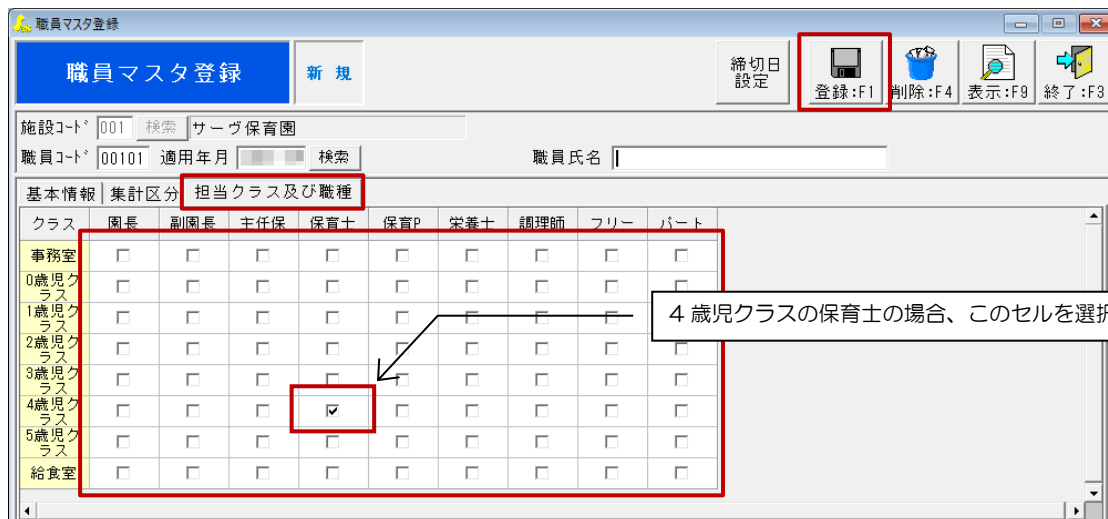 職員マスタ登録
職員マスタ登録 新規 締切日設定 登録:F1 削除:F4 表示:F9 終了:F3
施設ｺｰﾄﾞ 001 検索 サーヴ保育園
職員ｺｰﾄﾞ 00101 適用年月 検索 職員氏名
基本情報 集計区分 担当クラス及び職種
クラス 園長 副園長 主任保 保育士 保育P 栄養士 調理師 フリー パート
事務室
0歳児クラス
1歳児クラス
4歳児クラスの保育士の場合、このセルを選択
2歳児クラス
3歳児クラス
4歳児クラス
5歳児クラス
給食室